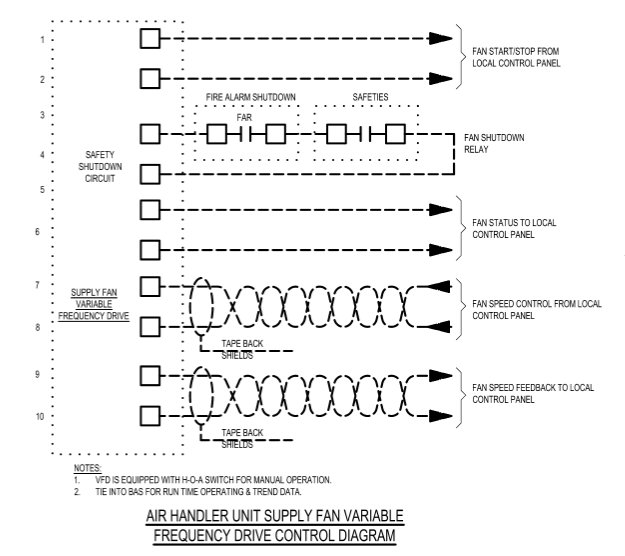 1
FAN START/STOP FROM
LOCAL CONTROL PANEL
2
FIRE ALARM SHUTDOWN
SAFETIES
3
FAR
FAN SHUTDOWN
RELAY
4
SAFETY
SHUTDOWN
CIRCUIT
5
FAN STATUS TO LOCAL
CONTROL PANEL
6
7
SUPPLY FAN
VARIABLE
FREQUENCY DRIVE
FAN SPEED CONTROL FROM LOCAL
CONTROL PANEL
8
TAPE BACK
SHIELDS
9
FAN SPEED FEEDBACK TO LOCAL
CONTROL PANEL
10
TAPE BACK
SHIELDS
NOTES:
1. VFD IS EQUIPPED WITH H-O-A SWITCH FOR MANUAL OPERATION.
2. TIE INTO BAS FOR RUN TIME OPERATING & TREND DATA.
AIR HANDLER UNIT SUPPLY FAN VARIABLE
FREQUENCY DRIVE CONTROL DIAGRAM